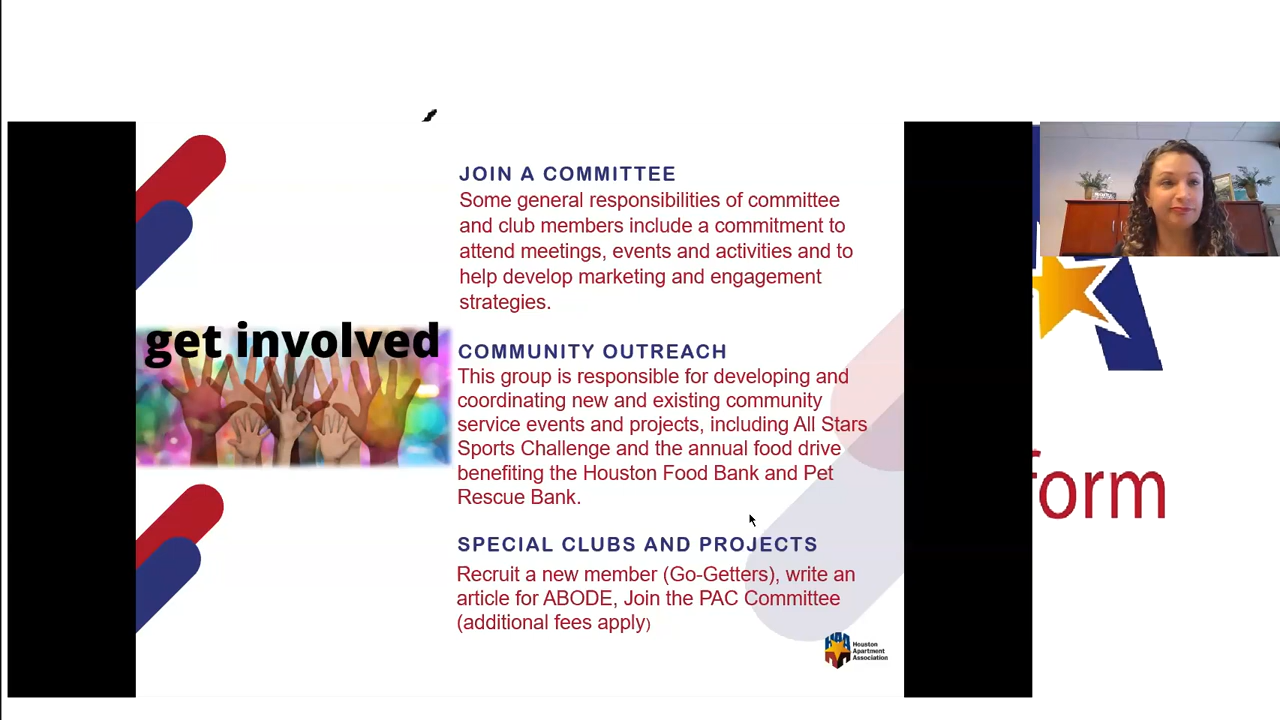 JOIN A COMMITTEE
Some general responsibilities of committee
and club members include a commitment to
attend meetings, events and activities and to
help develop marketing and engagement
strategies.
get involved
COMMUNITY OUTREACH
This group is responsible for developing and
coordinating new and existing community
service events and projects, including All Stars
Sports Challenge and the annual food drive
benefiting the Houston Food Bank and Pet
Rescue Bank.
SPECIAL CLUBS AND PROJECTS
Recruit a new member (Go-Getters), write an
article for ABODE, Join the PAC Committee
(additional fees apply)
Houston
Apartment
Association
form